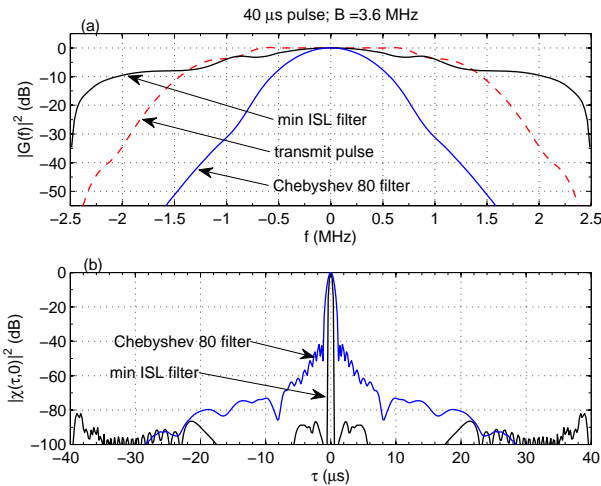 40 μs pulse; B =3.6 MHz
(a)
0
−10
−20
−30
−40
−50
|G(f)|² (dB)
min ISL filter
transmit pulse
Chebyshev 80 filter
−2.5 −2 −1.5 −1 −0.5 0 0.5 1 1.5 2 2.5
f (MHz)
(b)
0
−20
−40
−60
−80
−100
|χ(τ,0)|² (dB)
Chebyshev 80 filter
min ISL filter
−40 −30 −20 −10 0 10 20 30 40
τ (μs)